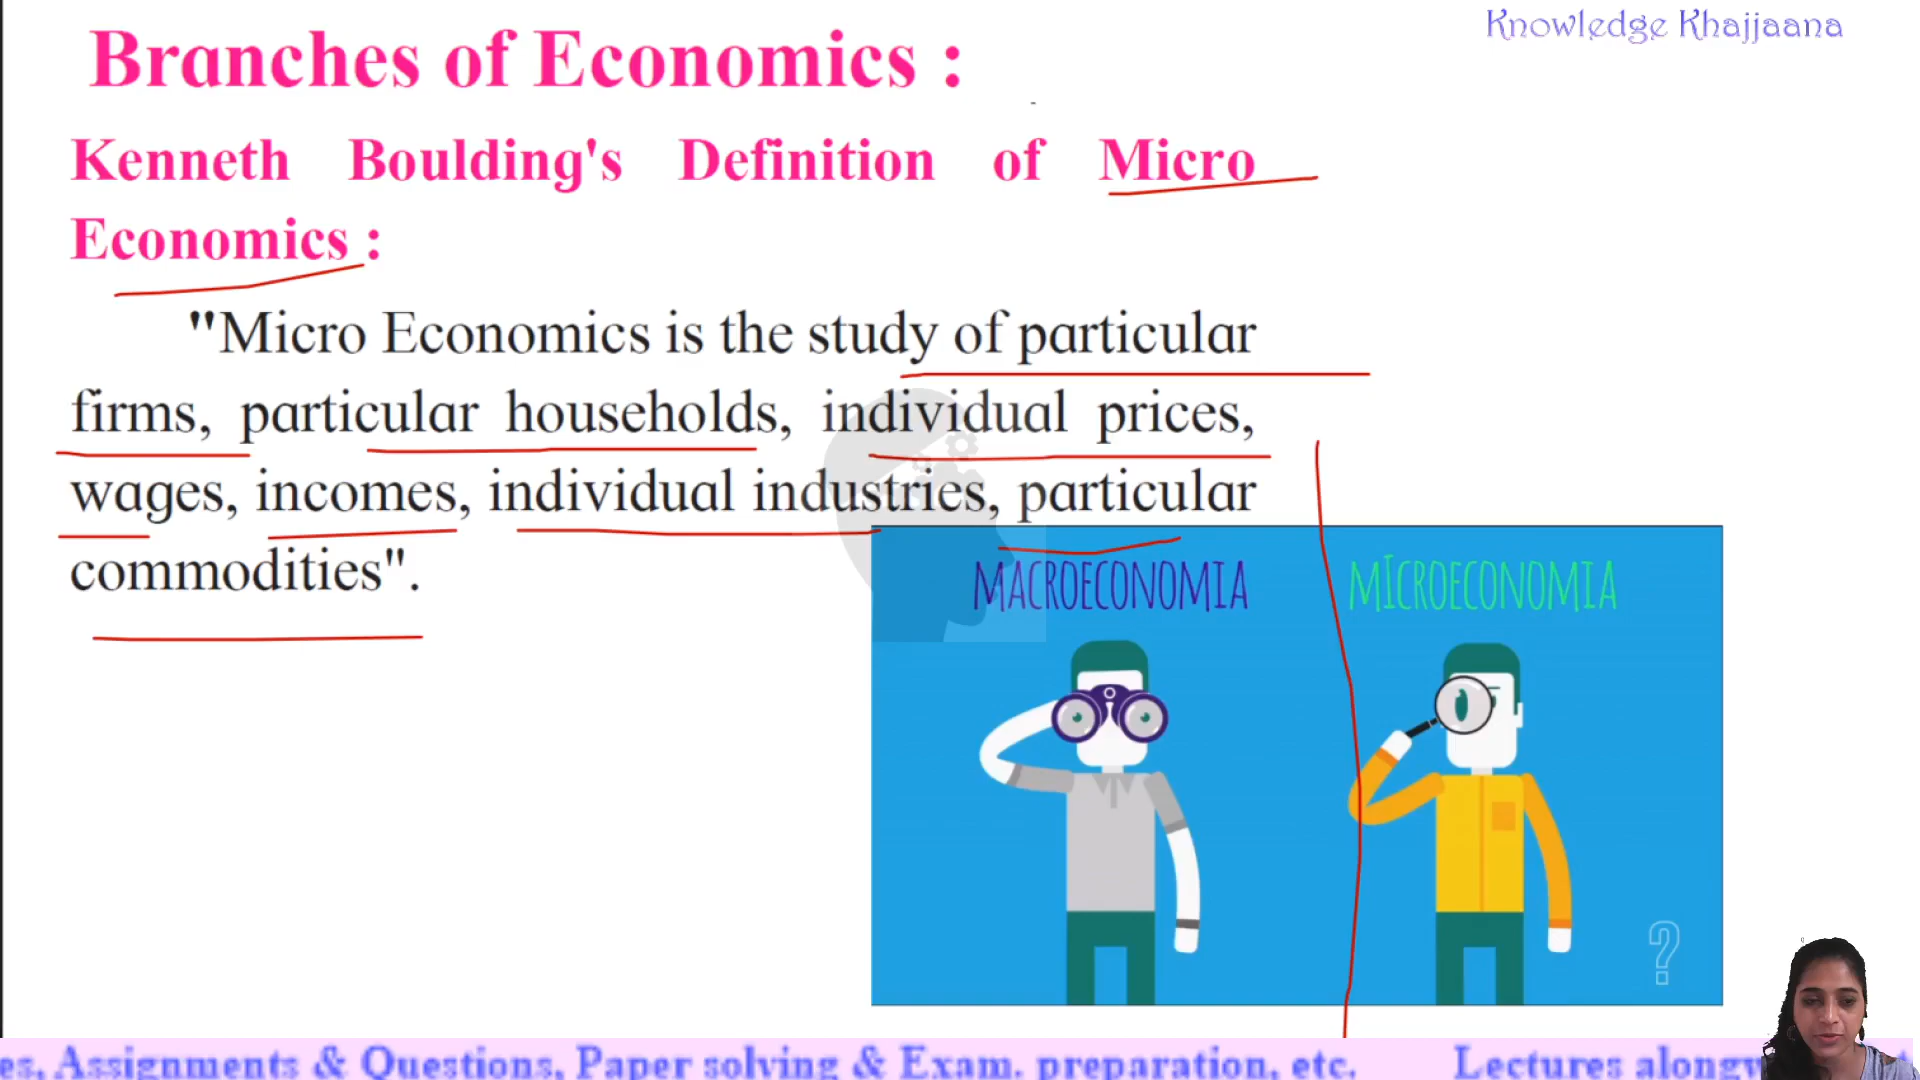 Knowledge Khajjaana
Branches of Economics :
Kenneth Boulding's Definition of Micro
Economics :
"Micro Economics is the study of particular
firms, particular households, individual prices,
wages, incomes, individual industries, particular
commodities".
MACROECONOMIA
MICROECONOMIA
?
Assignments & Questions, Paper solving & Exam. preparation, etc. Lectures